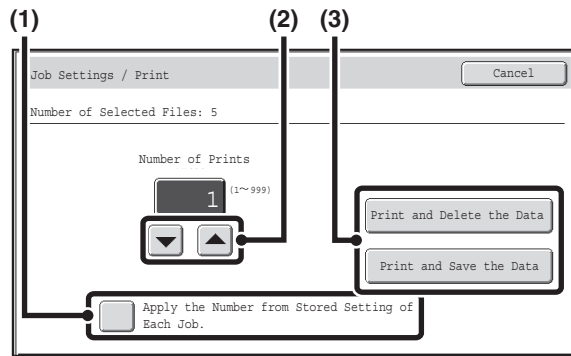 (1) (2) (3)
Job Settings / Print
Cancel
Number of Selected Files: 5
Number of Prints
1
(1~999)
Print and Delete the Data
Print and Save the Data
Apply the Number from Stored Setting of
Each Job.